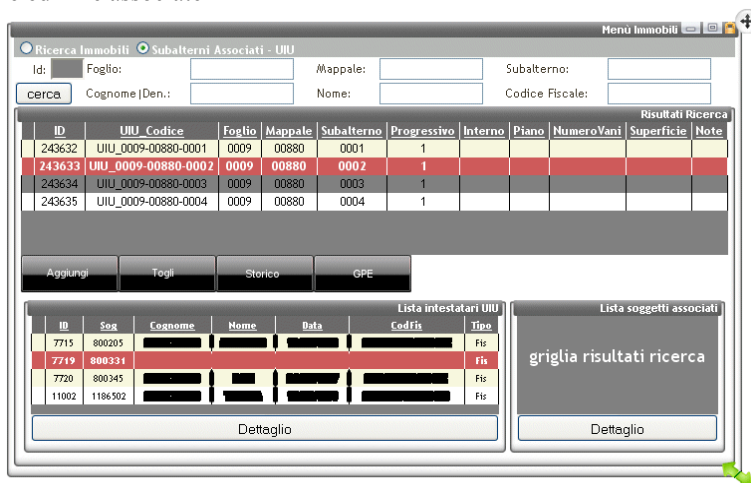 Menù Immobili
Ricerca Immobili Subalterni Associati - UIU
Id: Foglio: Mappale: Subalterno:
cerca Cognome|Den.: Nome: Codice Fiscale:
Risultati Ricerca
ID UIU_Codice Foglio Mappale Subalterno Progressivo Interno Piano NumeroVani Superficie Note
243632 UIU_0009-00880-0001 0009 00880 0001 1
243633 UIU_0009-00880-0002 0009 00880 0002 1
243634 UIU_0009-00880-0003 0009 00880 0003 1
243635 UIU_0009-00880-0004 0009 00880 0004 1
Aggiungi Togli Storico GPE
Lista intestatari UIU
ID Sog Cognome Nome Data CodFis Tipo
7715 800205 Fis
7719 800331 Fis
7720 800345 Fis
11002 1186502 Fis
Dettaglio
Lista soggetti associati
griglia risultati ricerca
Dettaglio